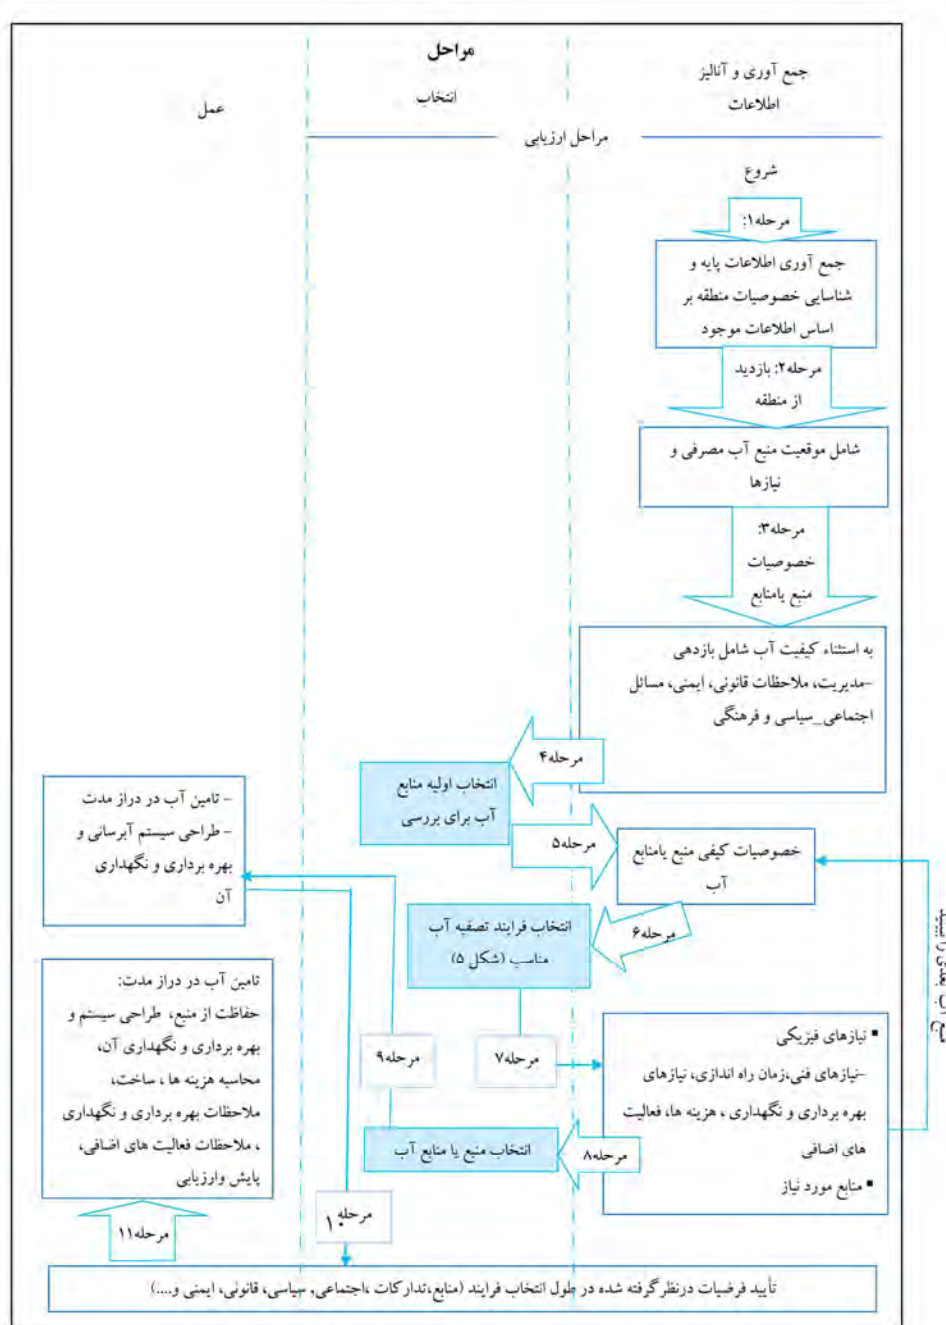 مراحل
جمع آوری و آنالیز
اطلاعات
انتخاب
عمل
مراحل ارزیابی
شروع
مرحله۱:
جمع آوری اطلاعات پایه و
شناسایی خصوصیات منطقه بر
اساس اطلاعات موجود
مرحله۲: بازدید
از منطقه
شامل موقعیت منبع آب مصرفی و
نیازها
مرحله۳:
خصوصیات
منبع یامنابع
به استثناء کیفیت آب شامل بازدهی
–مدیریت، ملاحظات قانونی، ایمنی، مسائل
اجتماعی_سیاسی و فرهنگی
مرحله۴
انتخاب اولیه منابع
آب برای بررسی
مرحله۵
خصوصیات کیفی منبع یامنابع
آب
مرحله۶
انتخاب فرایند تصفیه آب
مناسب (شکل ۵)
مرحله۷
▪ نیازهای فیزیکی
–نیازهای فنی،زمان راه اندازی، نیازهای
بهره برداری و نگهداری ، هزینه ها، فعالیت
های اضافی
▪ منابع مورد نیاز
مرحله۸
انتخاب منبع یا منابع آب
مرحله۹
– تامین آب در دراز مدت
– طراحی سیستم آبرسانی و
بهره برداری و نگهداری
آن
مرحله۱۰
تامین آب در دراز مدت:
حفاظت از منبع، طراحی سیستم و
بهره برداری و نگهداری آن،
محاسبه هزینه ها ، ساخت،
ملاحظات بهره برداری و نگهداری
، ملاحظات فعالیت های اضافی،
پایش وارزیابی
مرحله۱۱
تأیید فرضیات درنظر گرفته شده در طول انتخاب فرایند (منابع،تدارکات ،اجتماعی, سیاسی، قانونی، ایمنی و....)